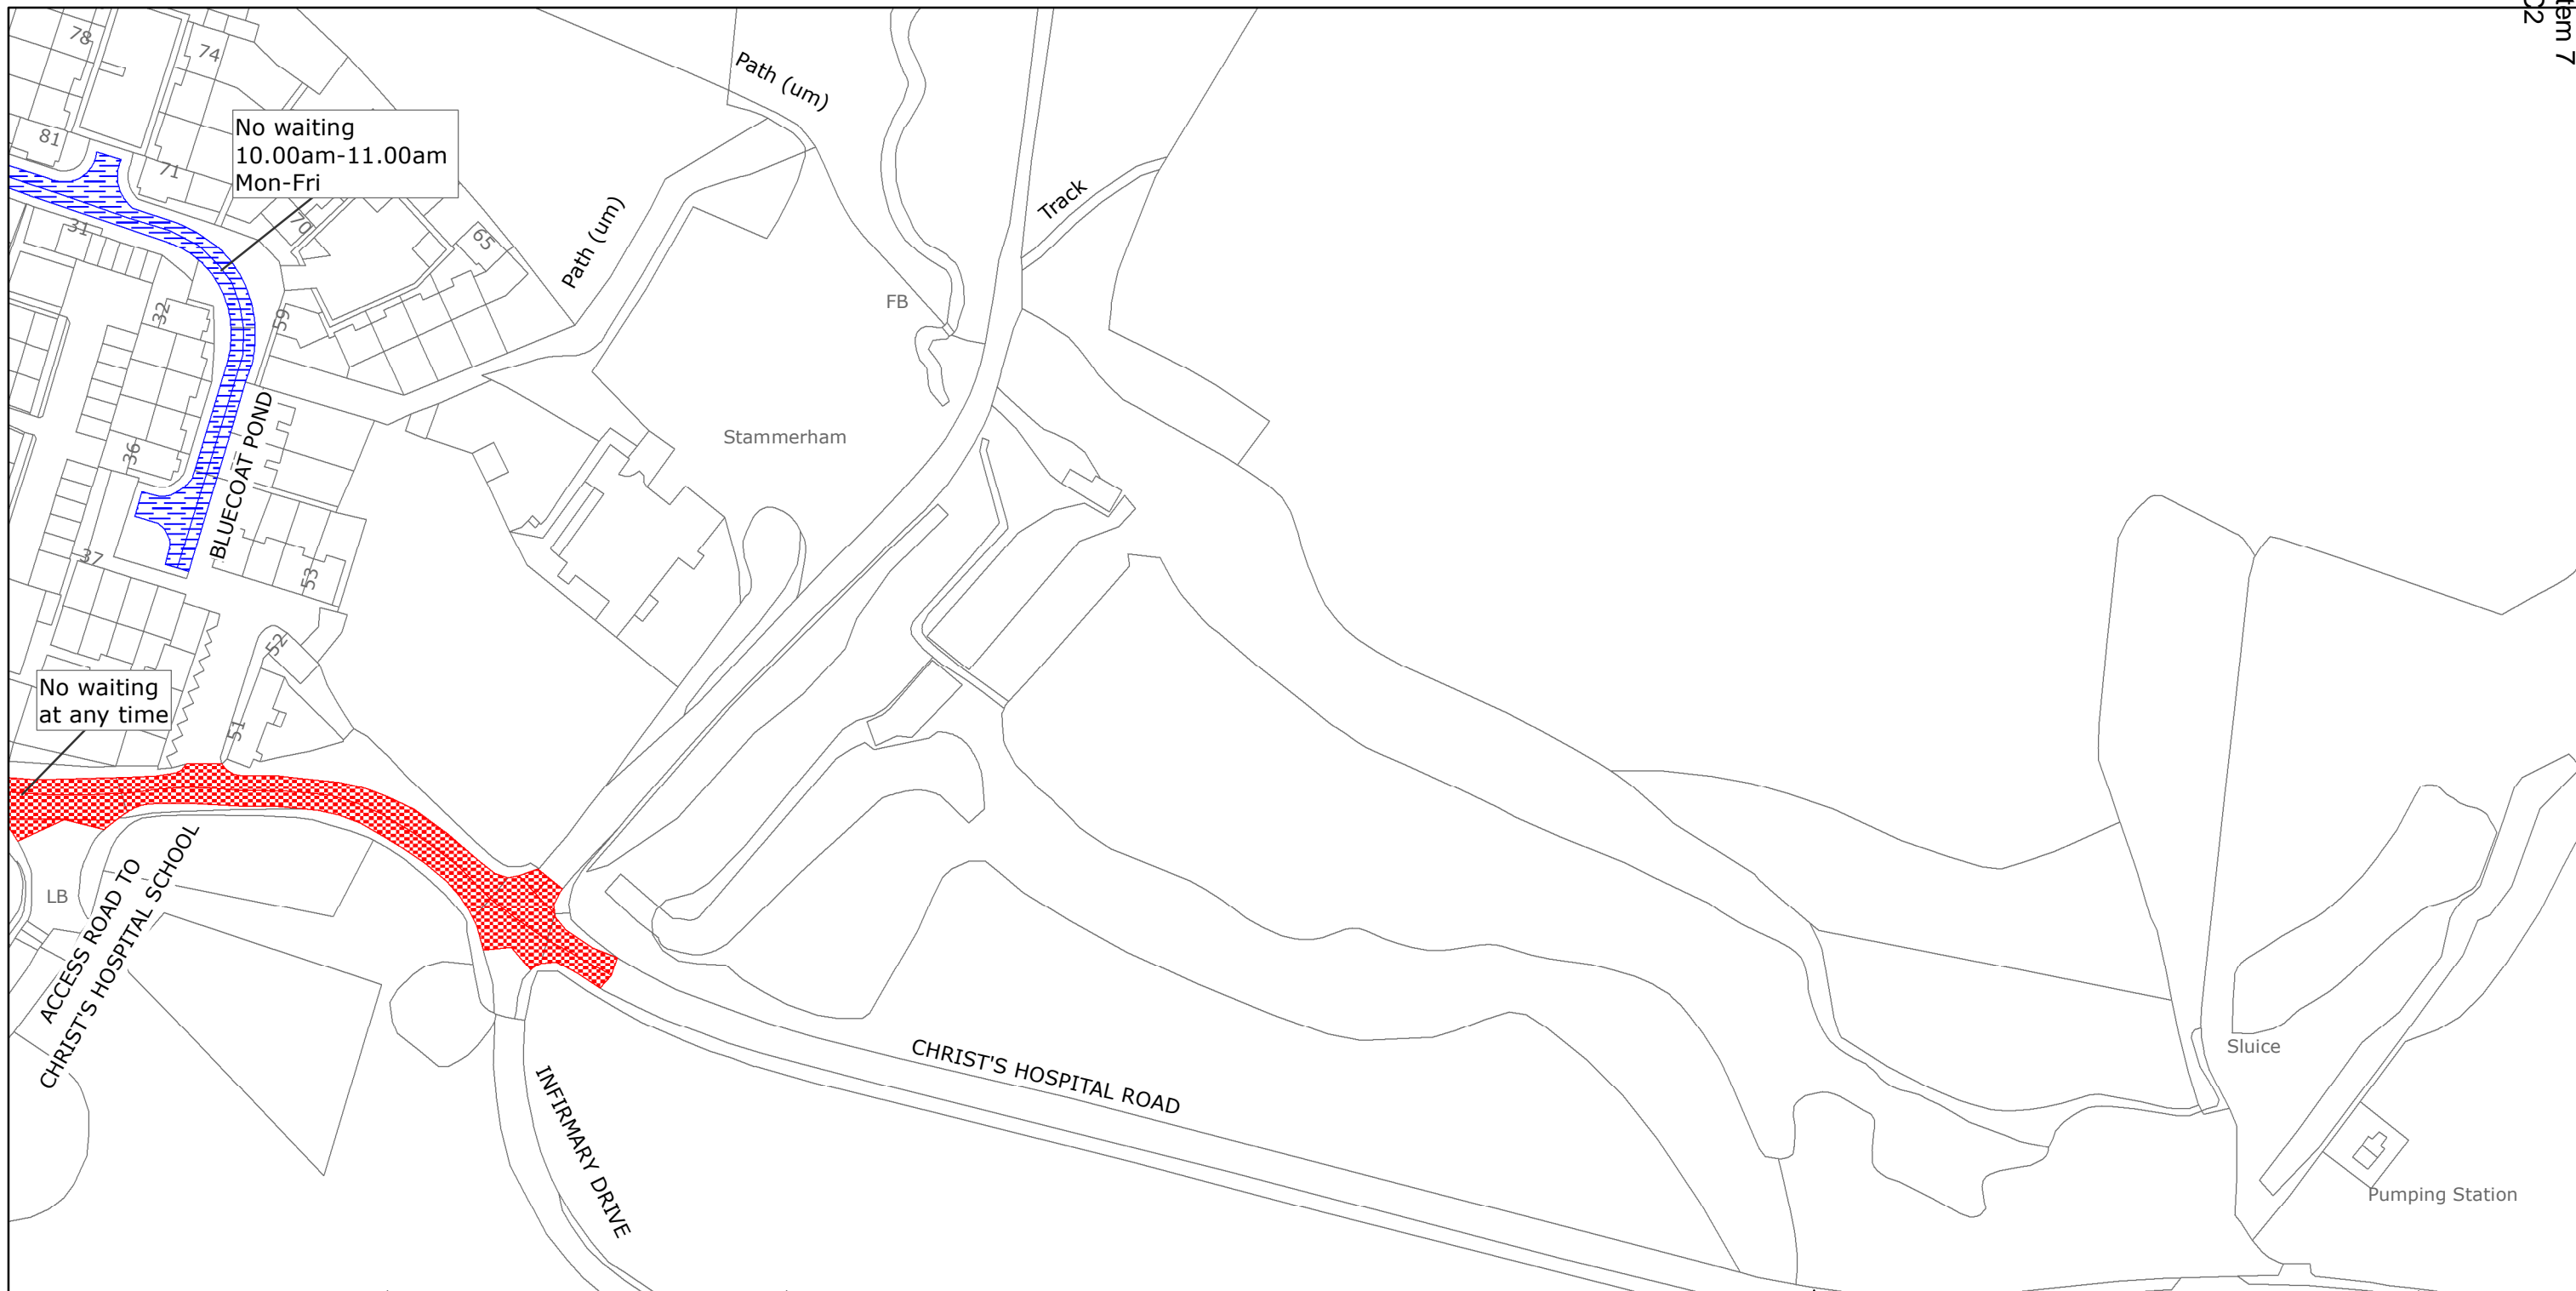 tem 7
78
74
Path (um)
No waiting
10.00am-11.00am
Mon-Fri
81
71
Track
31
70
65
Path (um)
FB
32
59
Stammerham
36
BLUECOAT POND
37
53
52
No waiting
at any time
51
LB
ACCESS ROAD TO
CHRIST'S HOSPITAL SCHOOL
CHRIST'S HOSPITAL ROAD
Sluice
INFIRMARY DRIVE
Pumping Station